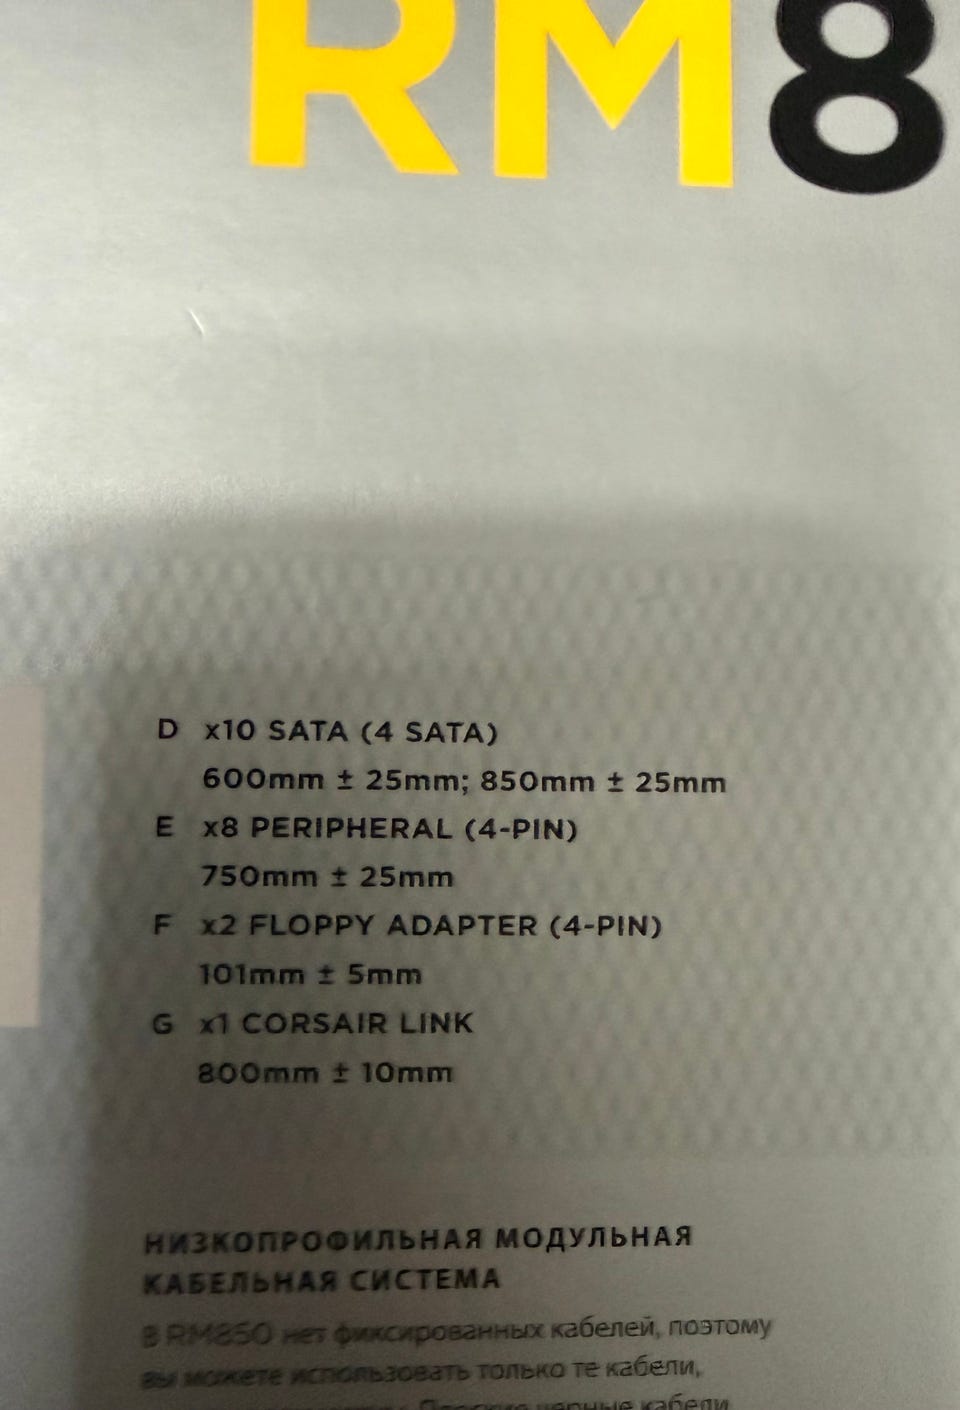 RM8
D x10 SATA (4 SATA)
600mm ± 25mm; 850mm ± 25mm
E x8 PERIPHERAL (4-PIN)
750mm ± 25mm
F x2 FLOPPY ADAPTER (4-PIN)
101mm ± 5mm
G x1 CORSAIR LINK
800mm ± 10mm
НИЗКОПРОФИЛЬНАЯ МОДУЛЬНАЯ
КАБЕЛЬНАЯ СИСТЕМА
В RM850 нет фиксированных кабелей, поэтому
вы можете использовать только те кабели,
черные кабели